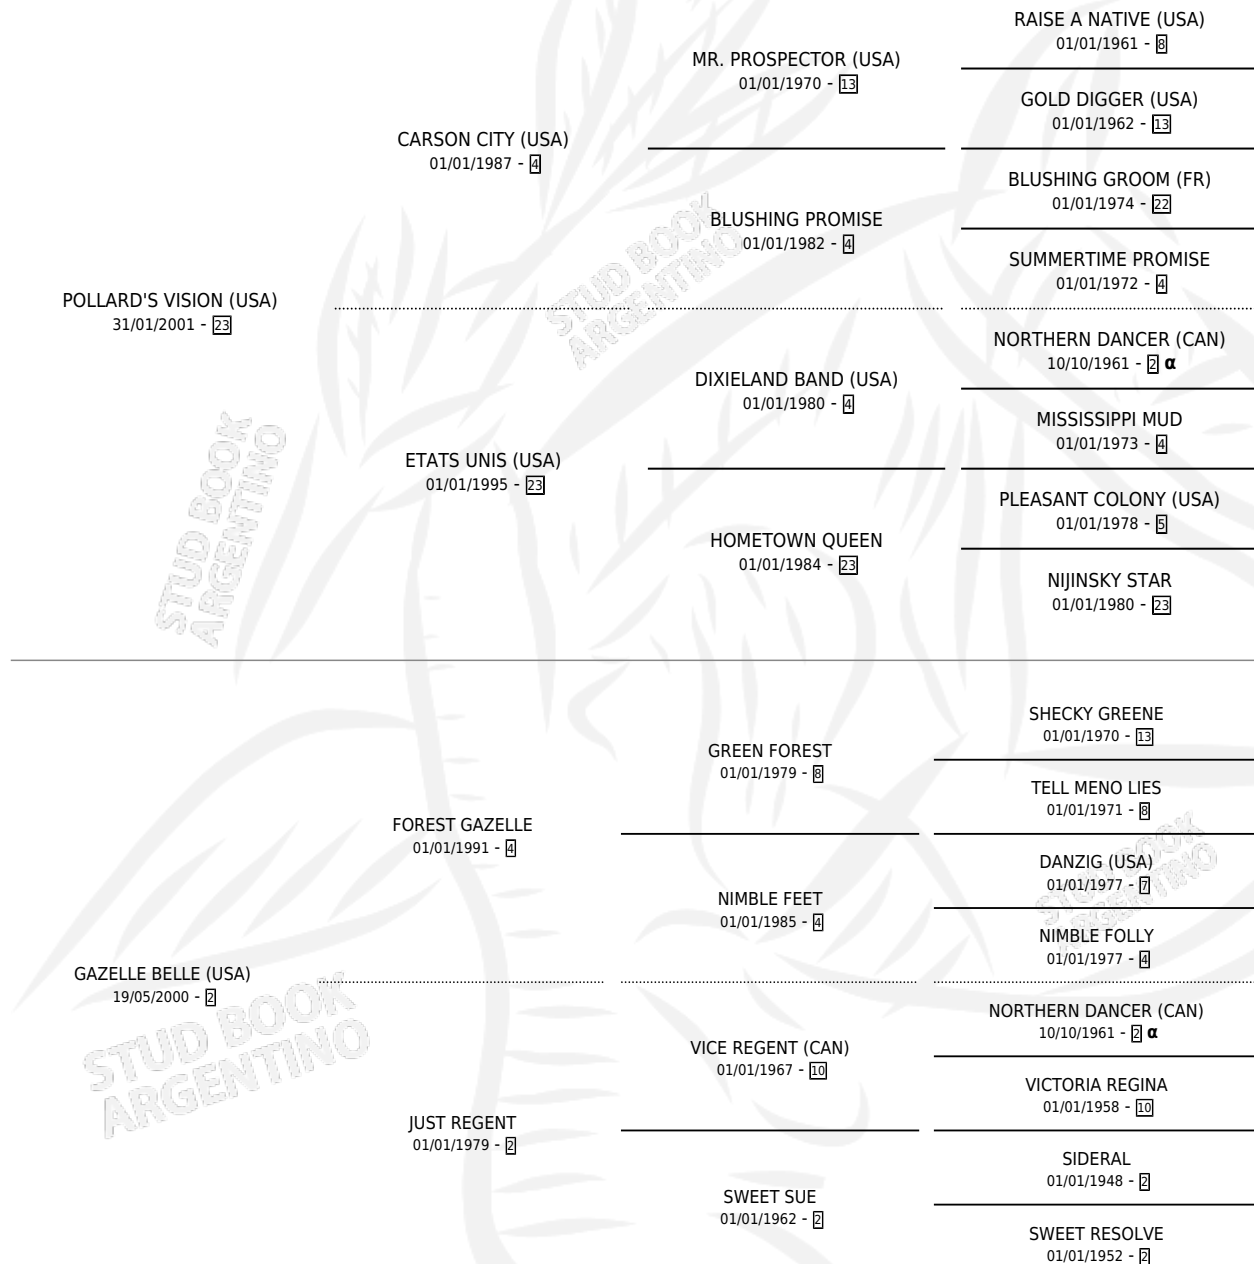 RAISE A NATIVE (USA)
01/01/1961 - 8
MR. PROSPECTOR (USA)
01/01/1970 - 13
GOLD DIGGER (USA)
01/01/1962 - 13
CARSON CITY (USA)
01/01/1987 - 4
BLUSHING GROOM (FR)
01/01/1974 - 22
BLUSHING PROMISE
01/01/1982 - 4
SUMMERTIME PROMISE
01/01/1972 - 4
POLLARD'S VISION (USA)
31/01/2001 - 23
NORTHERN DANCER (CAN)
10/10/1961 - 2 α
DIXIELAND BAND (USA)
01/01/1980 - 4
MISSISSIPPI MUD
01/01/1973 - 4
ETATS UNIS (USA)
01/01/1995 - 23
PLEASANT COLONY (USA)
01/01/1978 - 5
HOMETOWN QUEEN
01/01/1984 - 23
NIJINSKY STAR
01/01/1980 - 23
SHECKY GREENE
01/01/1970 - 13
GREEN FOREST
01/01/1979 - 8
TELL MENO LIES
01/01/1971 - 8
FOREST GAZELLE
01/01/1991 - 4
DANZIG (USA)
01/01/1977 - 7
NIMBLE FEET
01/01/1985 - 4
NIMBLE FOLLY
01/01/1977 - 4
GAZELLE BELLE (USA)
19/05/2000 - 2
NORTHERN DANCER (CAN)
10/10/1961 - 2 α
VICE REGENT (CAN)
01/01/1967 - 10
VICTORIA REGINA
01/01/1958 - 10
JUST REGENT
01/01/1979 - 2
SIDERAL
01/01/1948 - 2
SWEET SUE
01/01/1962 - 2
SWEET RESOLVE
01/01/1952 - 2
STUD BOOK
ARGENTINO
STUD BOOK
ARGENTINO
STUD BOOK
ARGENTINO
STUD BOOK
ARGENTINO